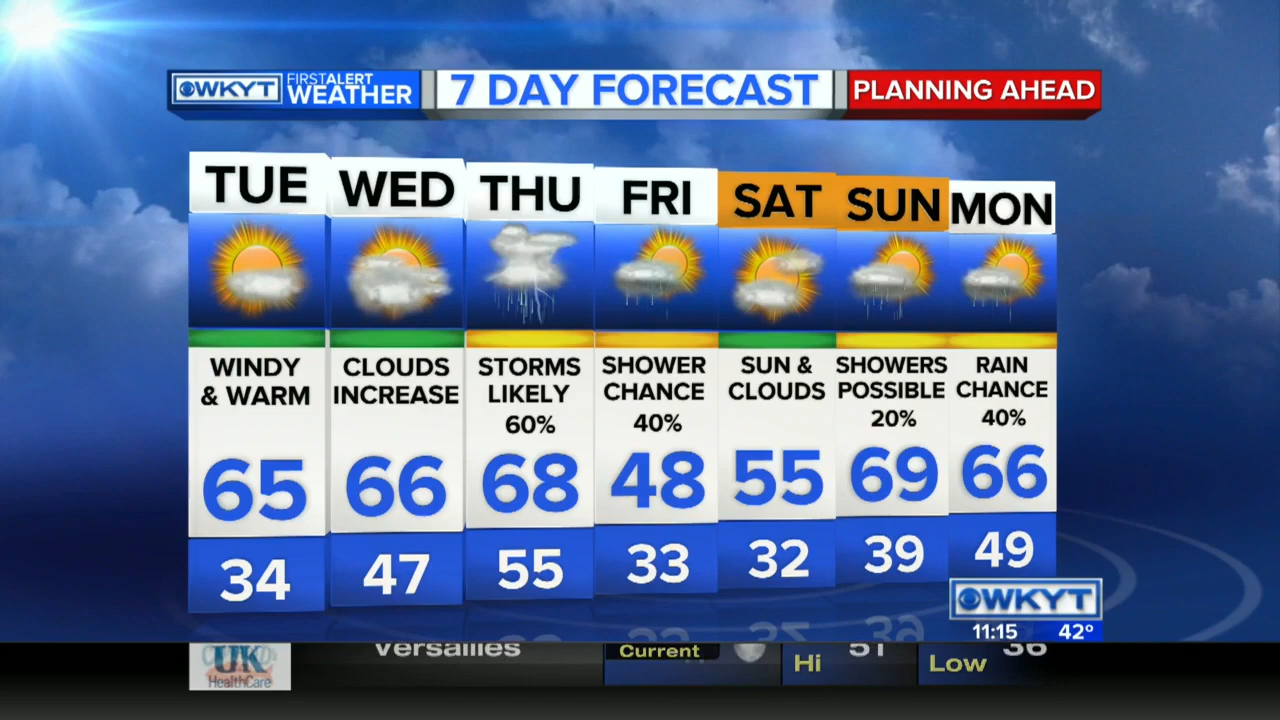 WKYT FIRST ALERT WEATHER 7 DAY FORECAST PLANNING AHEAD
TUE WED THU FRI SAT SUN MON
WINDY & WARM
CLOUDS INCREASE
STORMS LIKELY 60%
SHOWER CHANCE 40%
SUN & CLOUDS
SHOWERS POSSIBLE 20%
RAIN CHANCE 40%
65 66 68 48 55 69 66
34 47 55 33 32 39 49
WKYT
11:15 42°
UK HealthCare
Versailles
Current
Hi 51
Low 36